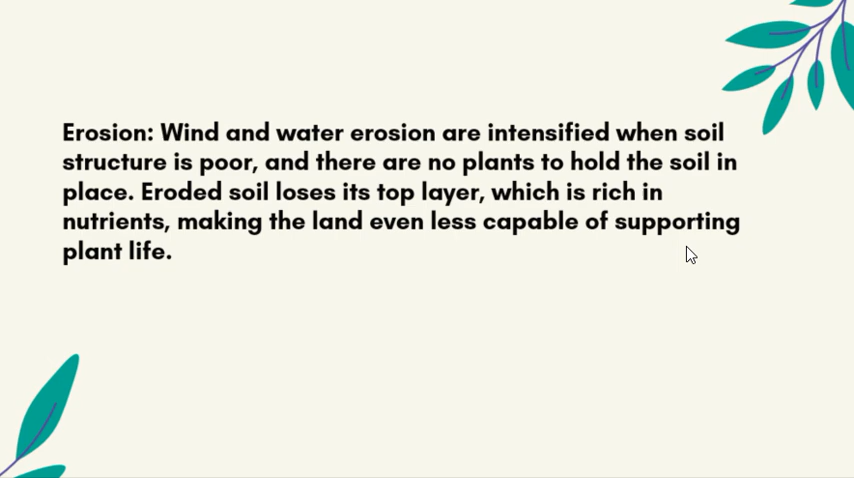 Erosion: Wind and water erosion are intensified when soil
structure is poor, and there are no plants to hold the soil in
place. Eroded soil loses its top layer, which is rich in
nutrients, making the land even less capable of supporting
plant life.